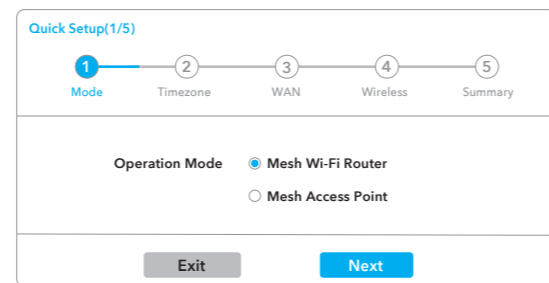 Quick Setup(1/5)
1 2 3 4 5
Mode Timezone WAN Wireless Summary
Operation Mode Mesh Wi-Fi Router
Mesh Access Point
Exit Next